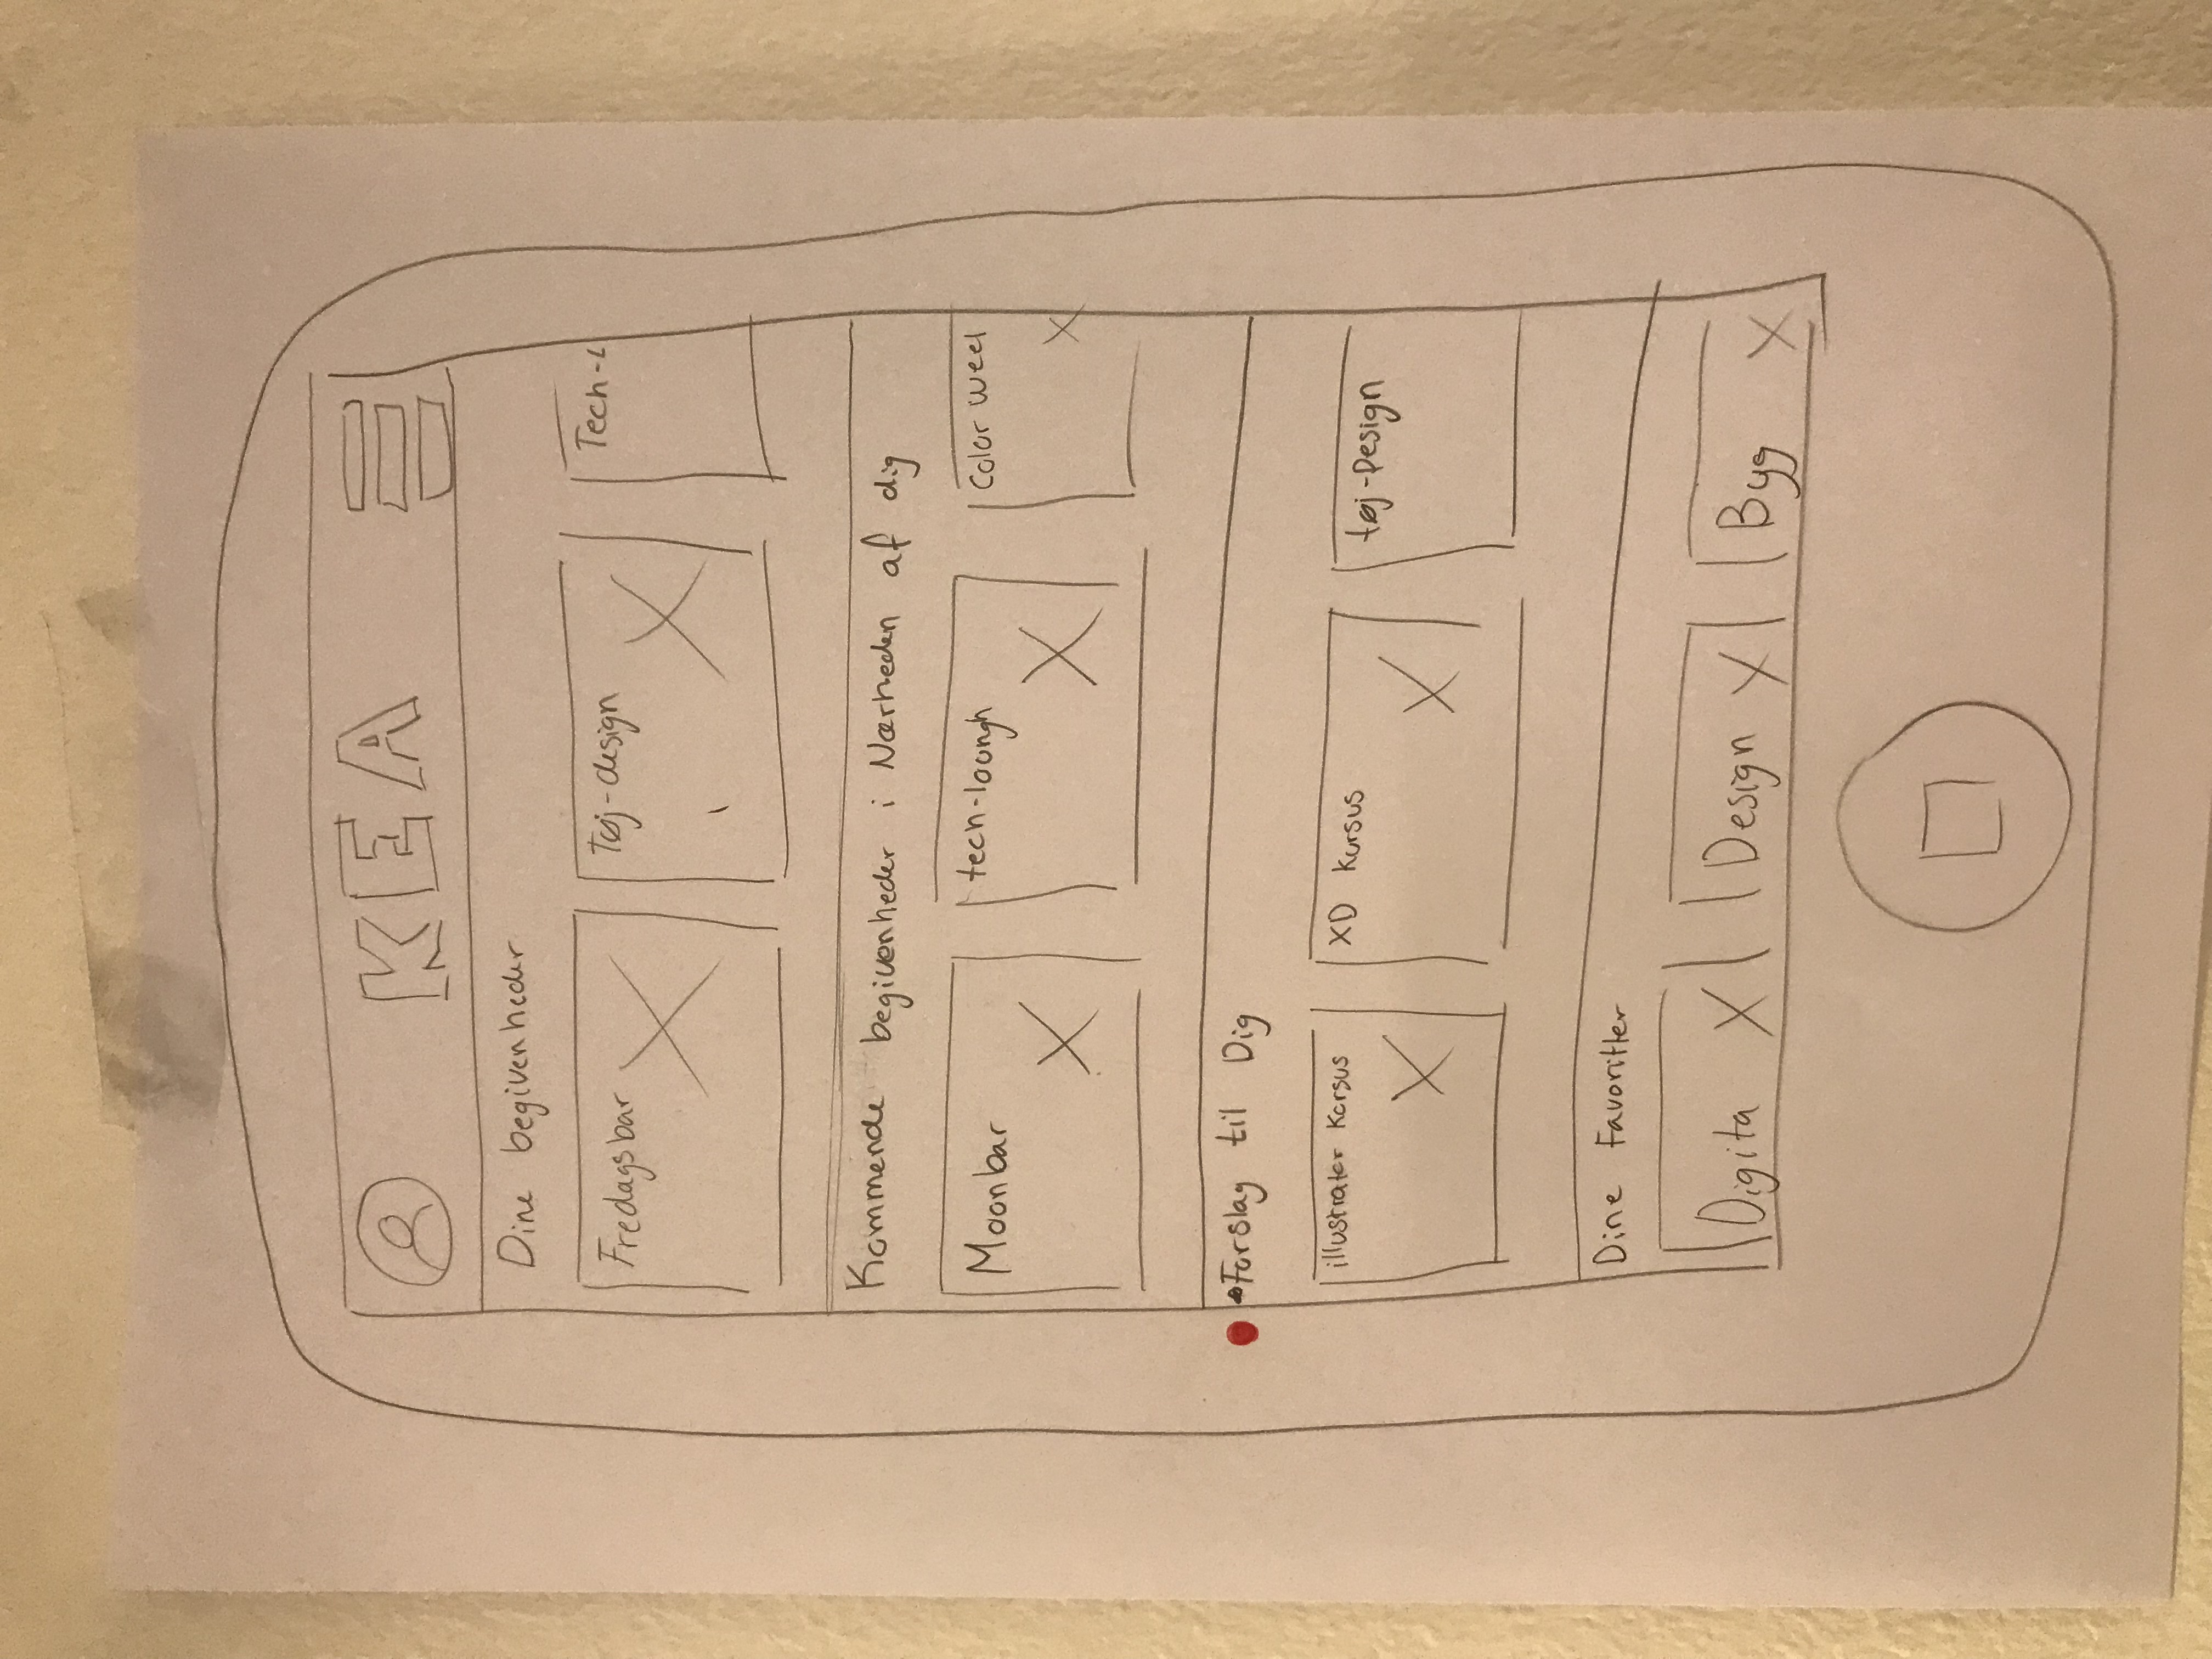 KEA
Dine begivenheder
Fredagsbar Tøj-design Tech-L
Kommende begivenheder i Nærheden af dig
Moonbar tech-loungh Color weel
Forslag til Dig
illustrater Kursus XD Kursus tøj-Design
Dine Favoritter
Digita Design Byg